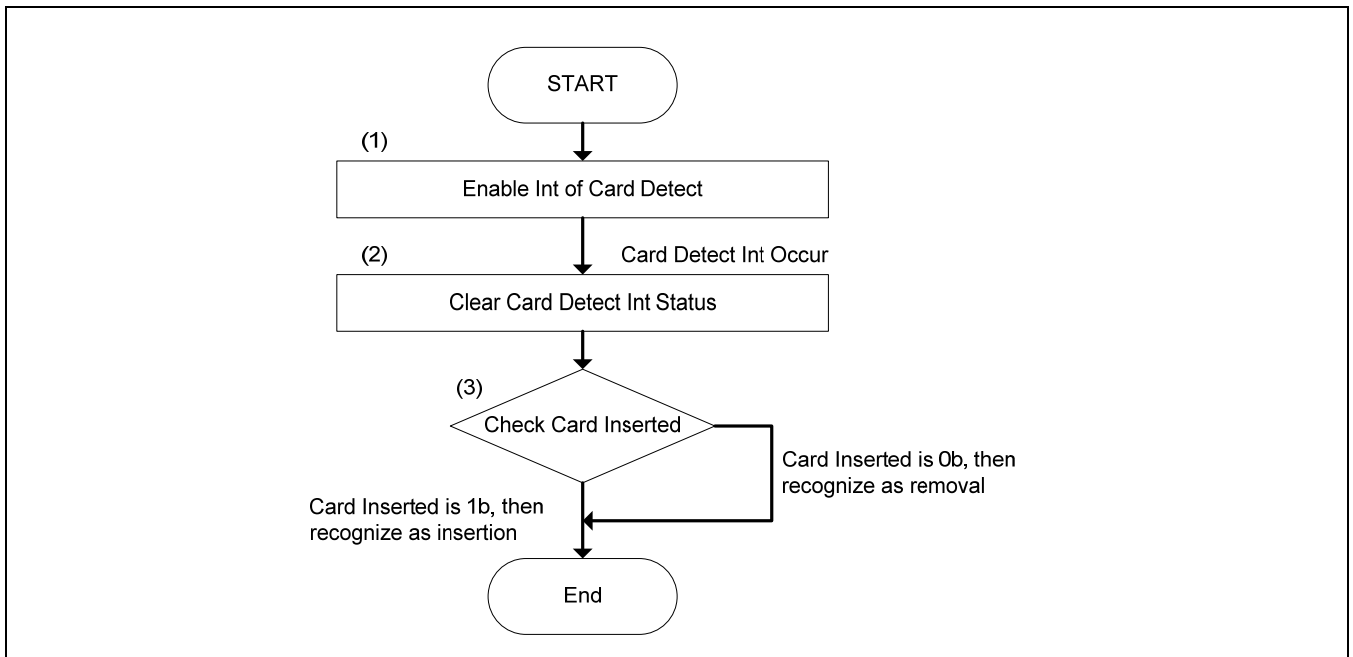 START
(1)
Enable Int of Card Detect
(2)
Card Detect Int Occur
Clear Card Detect Int Status
(3)
Check Card Inserted
Card Inserted is 0b, then
recognize as removal
Card Inserted is 1b, then
recognize as insertion
End